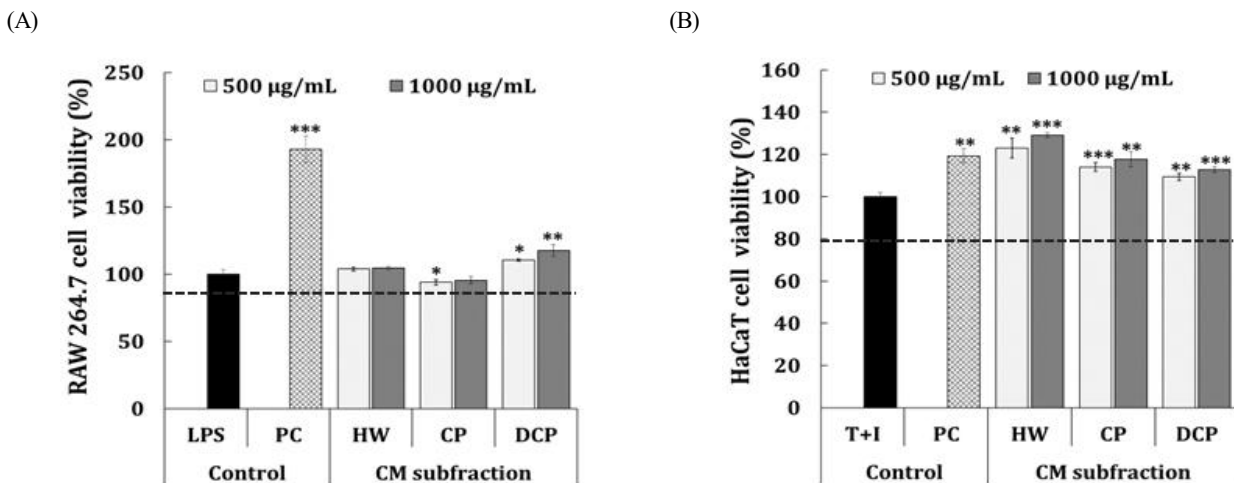 (A)
RAW 264.7 cell viability (%)
250
200
150
100
50
0
500 μg/mL
1000 μg/mL
***
*
*
**
LPS
PC
HW
CP
DCP
Control
CM subfraction
(B)
HaCaT cell viability (%)
160
140
120
100
80
60
40
20
0
500 μg/mL
1000 μg/mL
**
**
***
***
**
**
***
T+I
PC
HW
CP
DCP
Control
CM subfraction